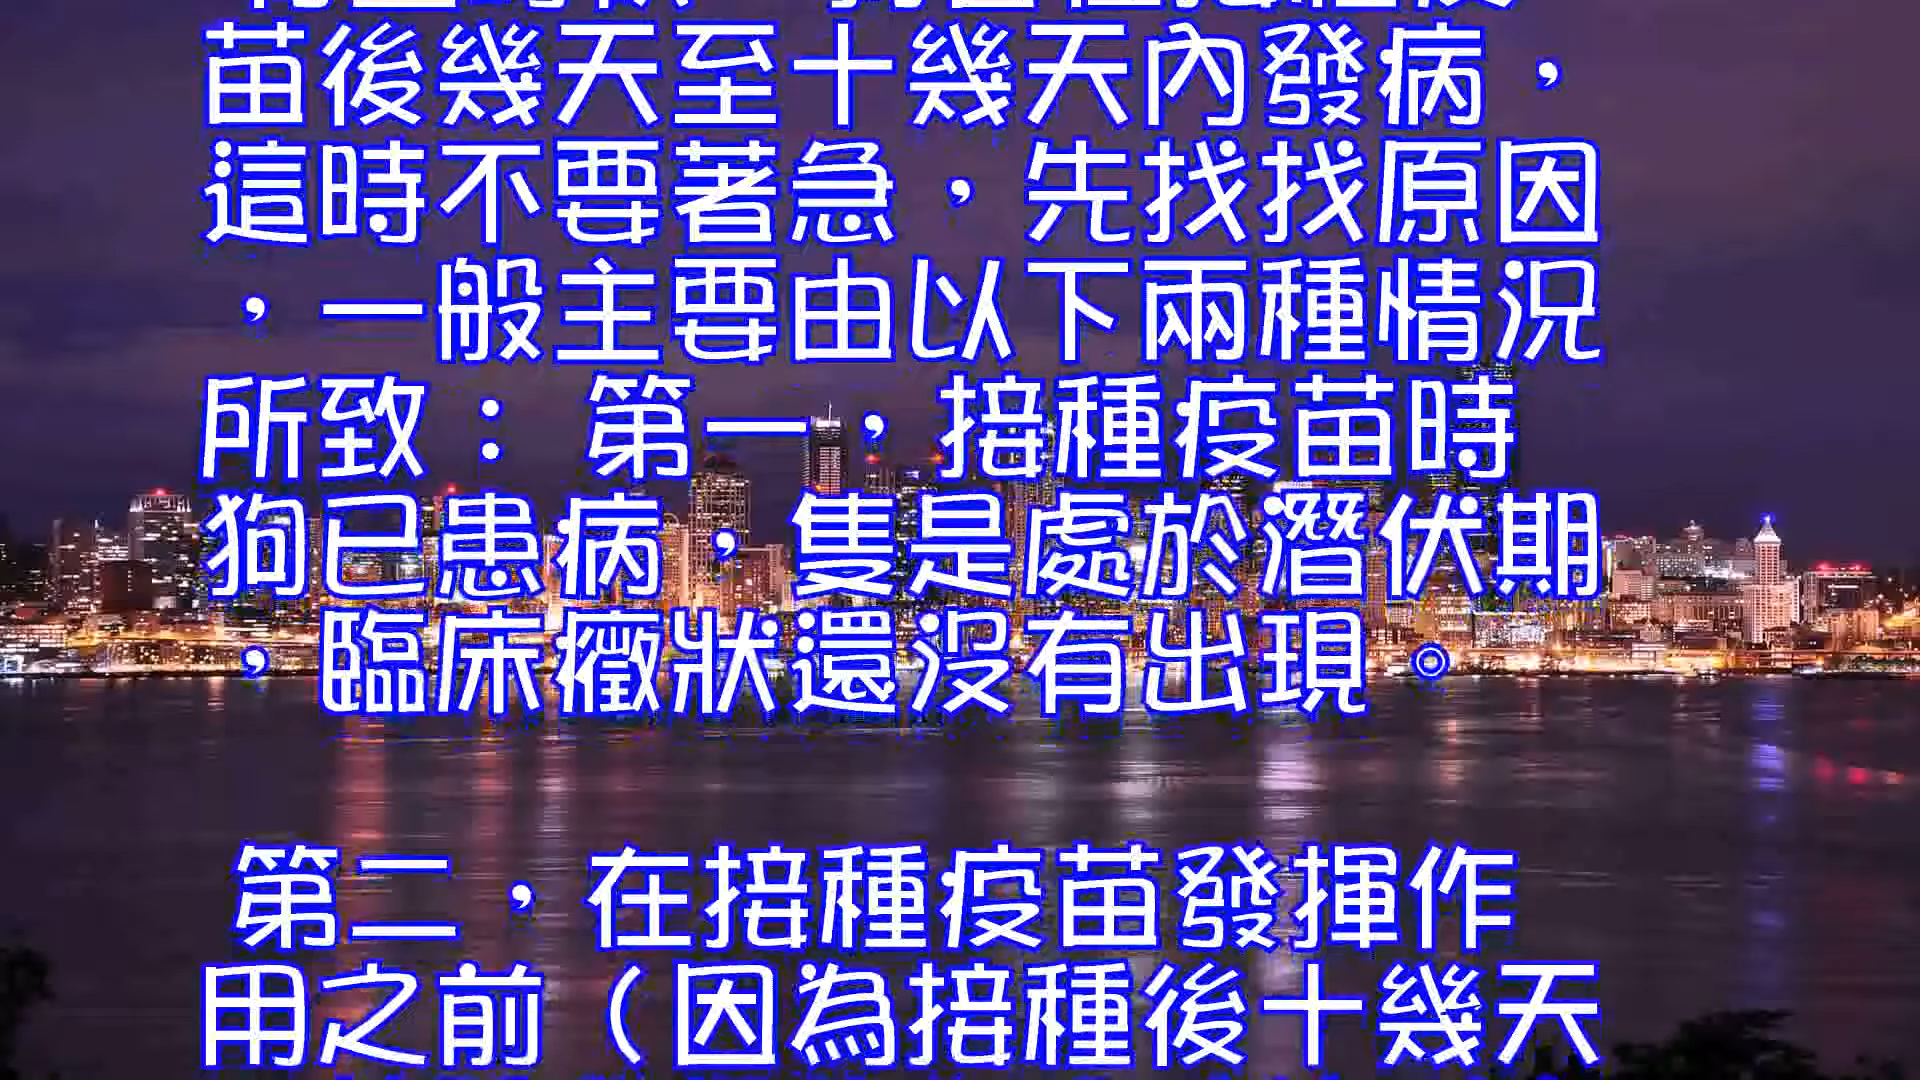 苗後幾天至十幾天內發病，
這時不要著急，先找找原因
，一般主要由以下兩種情況
所致： 第一，接種疫苗時
狗已患病，隻是處於潛伏期
，臨床癥狀還沒有出現。
第二，在接種疫苗發揮作
用之前（因為接種後十幾天